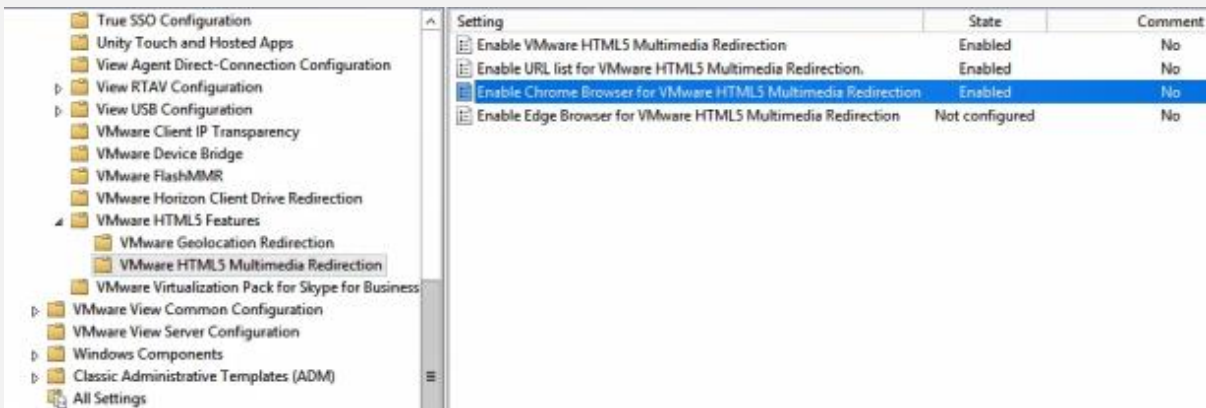 True SSO Configuration
Unity Touch and Hosted Apps
View Agent Direct-Connection Configuration
View RTAV Configuration
View USB Configuration
VMware Client IP Transparency
VMware Device Bridge
VMware FlashMMR
VMware Horizon Client Drive Redirection
VMware HTML5 Features
VMware Geolocation Redirection
VMware HTML5 Multimedia Redirection
VMware Virtualization Pack for Skype for Business
VMware View Common Configuration
VMware View Server Configuration
Windows Components
Classic Administrative Templates (ADM)
All Settings
Setting State Comment
Enable VMware HTML5 Multimedia Redirection Enabled No
Enable URL list for VMware HTML5 Multimedia Redirection. Enabled No
Enable Chrome Browser for VMware HTML5 Multimedia Redirection Enabled No
Enable Edge Browser for VMware HTML5 Multimedia Redirection Not configured No